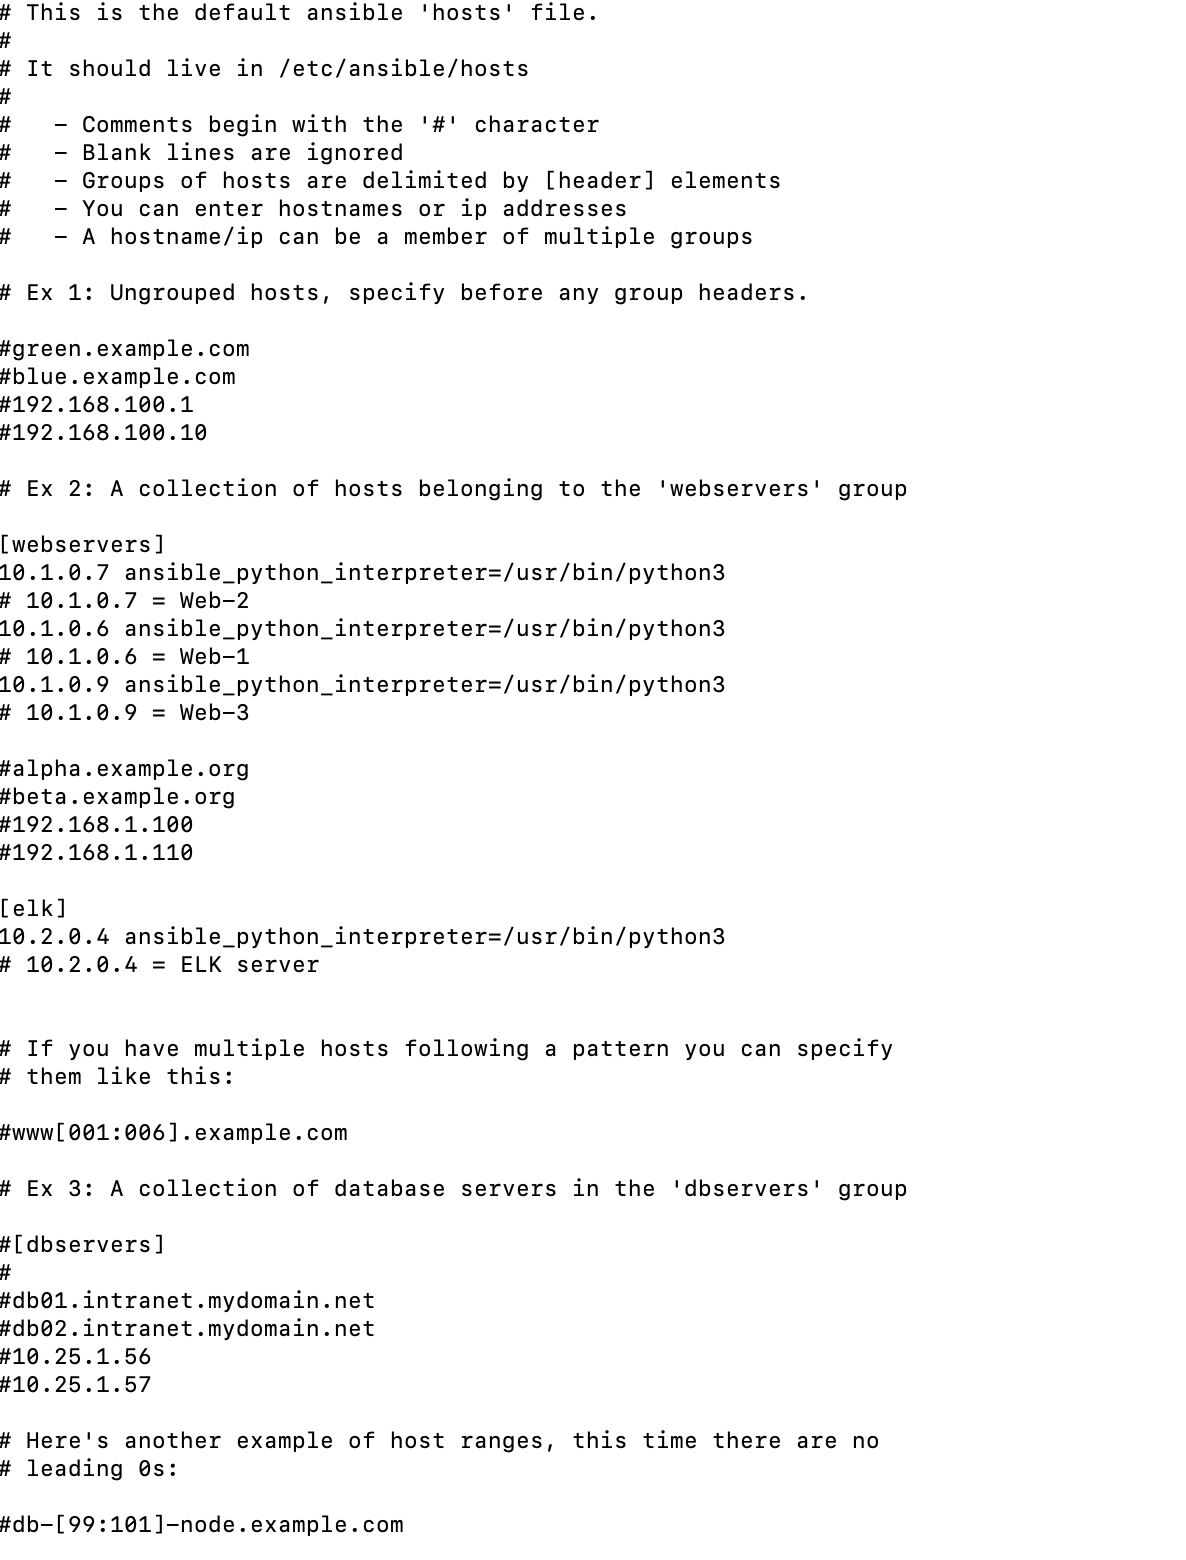 # This is the default ansible 'hosts' file.
#
# It should live in /etc/ansible/hosts
#
#   - Comments begin with the '#' character
#   - Blank lines are ignored
#   - Groups of hosts are delimited by [header] elements
#   - You can enter hostnames or ip addresses
#   - A hostname/ip can be a member of multiple groups

# Ex 1: Ungrouped hosts, specify before any group headers.

#green.example.com
#blue.example.com
#192.168.100.1
#192.168.100.10

# Ex 2: A collection of hosts belonging to the 'webservers' group

[webservers]
10.1.0.7 ansible_python_interpreter=/usr/bin/python3
# 10.1.0.7 = Web-2
10.1.0.6 ansible_python_interpreter=/usr/bin/python3
# 10.1.0.6 = Web-1
10.1.0.9 ansible_python_interpreter=/usr/bin/python3
# 10.1.0.9 = Web-3

#alpha.example.org
#beta.example.org
#192.168.1.100
#192.168.1.110

[elk]
10.2.0.4 ansible_python_interpreter=/usr/bin/python3
# 10.2.0.4 = ELK server


# If you have multiple hosts following a pattern you can specify
# them like this:

#www[001:006].example.com

# Ex 3: A collection of database servers in the 'dbservers' group

#[dbservers]
#
#db01.intranet.mydomain.net
#db02.intranet.mydomain.net
#10.25.1.56
#10.25.1.57

# Here's another example of host ranges, this time there are no
# leading 0s:

#db-[99:101]-node.example.com